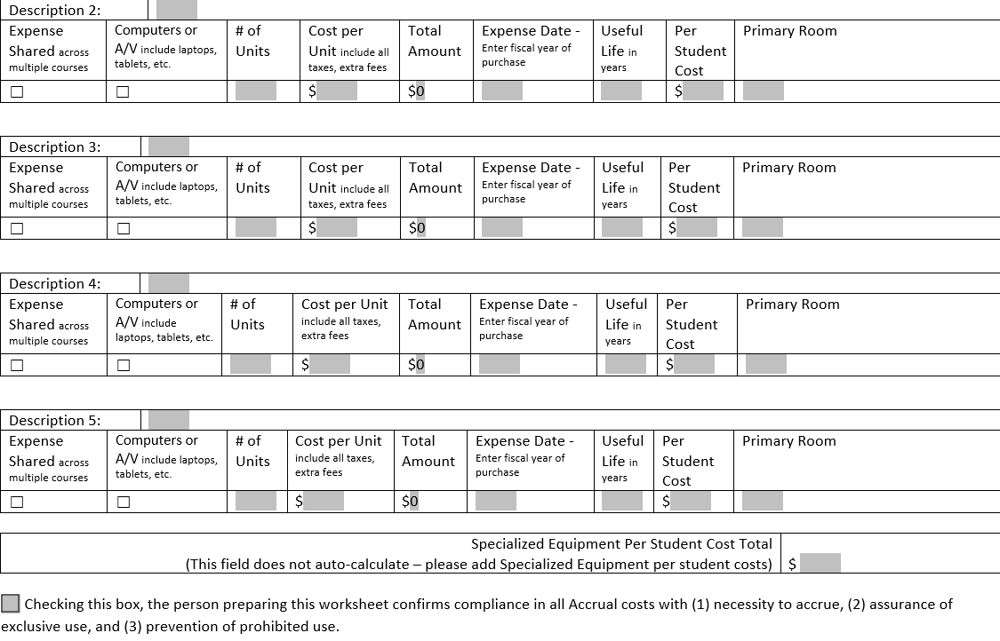 Description 2:
Expense Shared across multiple courses
Computers or A/V include laptops, tablets, etc.
# of Units
Cost per Unit include all taxes, extra fees
Total Amount
Expense Date - Enter fiscal year of purchase
Useful Life in years
Per Student Cost
Primary Room
☐ ☐ $ $0 $
Description 3:
Expense Shared across multiple courses
Computers or A/V include laptops, tablets, etc.
# of Units
Cost per Unit include all taxes, extra fees
Total Amount
Expense Date - Enter fiscal year of purchase
Useful Life in years
Per Student Cost
Primary Room
☐ ☐ $ $0 $
Description 4:
Expense Shared across multiple courses
Computers or A/V include laptops, tablets, etc.
# of Units
Cost per Unit include all taxes, extra fees
Total Amount
Expense Date - Enter fiscal year of purchase
Useful Life in years
Per Student Cost
Primary Room
☐ ☐ $ $0 $
Description 5:
Expense Shared across multiple courses
Computers or A/V include laptops, tablets, etc.
# of Units
Cost per Unit include all taxes, extra fees
Total Amount
Expense Date - Enter fiscal year of purchase
Useful Life in years
Per Student Cost
Primary Room
☐ ☐ $ $0 $
Specialized Equipment Per Student Cost Total
(This field does not auto-calculate – please add Specialized Equipment per student costs) $
Checking this box, the person preparing this worksheet confirms compliance in all Accrual costs with (1) necessity to accrue, (2) assurance of
exclusive use, and (3) prevention of prohibited use.